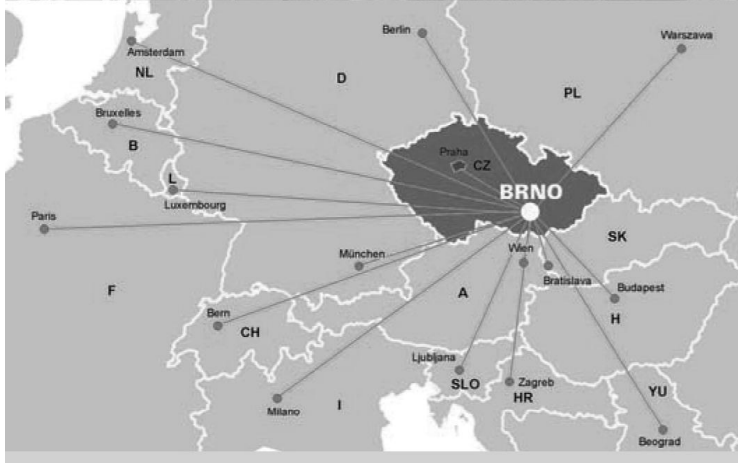 Berlin
Warszawa
Amsterdam
NL
D
PL
Bruxelles
B
Praha
CZ
L
BRNO
Luxembourg
Paris
SK
München
Wien
Bratislava
F
A
Budapest
Bern
H
CH
Ljubljana
SLO
Zagreb
YU
HR
Milano
I
Beograd